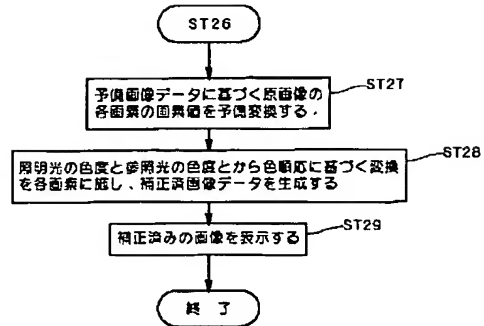 ST26
予備画像データに基づく原画像の
各画素の画素値を予備変換する.
ST27
照明光の色度と参照光の色度とから色順応に基づく変換
を各画素に施し、補正済画像データを生成する
ST28
補正済みの画像を表示する
ST29
終 了